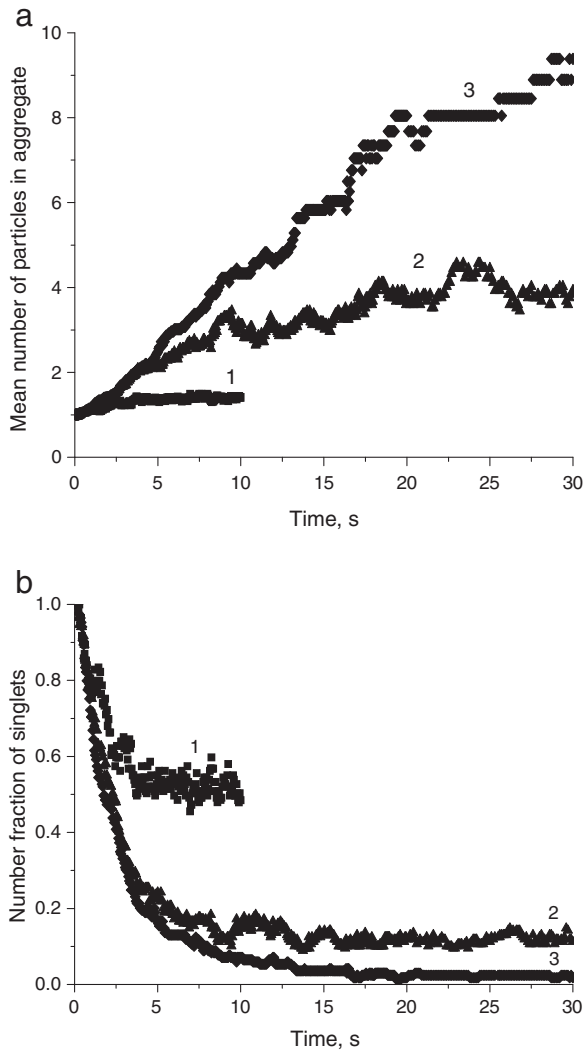 a
10
8
6
4
2
0
Mean number of particles in aggregate
3
2
1
0 5 10 15 20 25 30
Time, s
b
1.0
0.8
0.6
0.4
0.2
0.0
Number fraction of singlets
1
2
3
0 5 10 15 20 25 30
Time, s